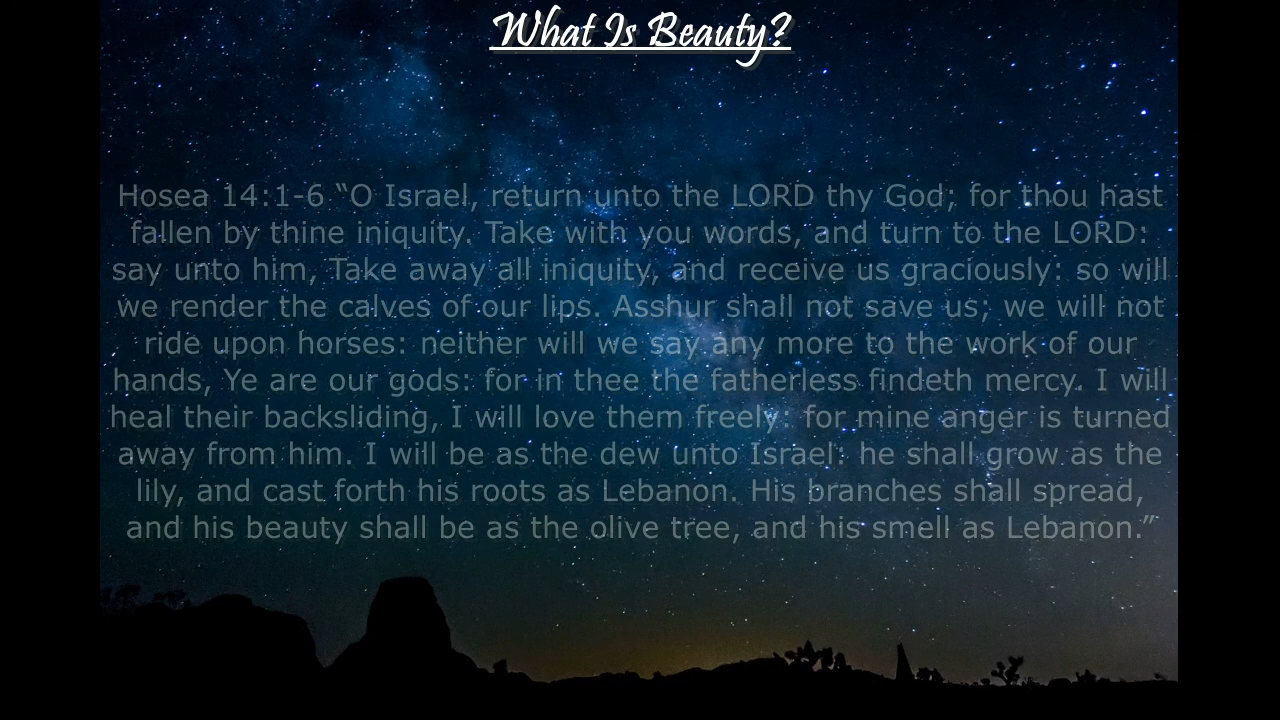 What Is Beauty?
Hosea 14:1-6 “O Israel, return unto the LORD thy God; for thou hast
fallen by thine iniquity. Take with you words, and turn to the LORD:
say unto him, Take away all iniquity, and receive us graciously: so will
we render the calves of our lips. Asshur shall not save us; we will not
ride upon horses: neither will we say any more to the work of our
hands, Ye are our gods: for in thee the fatherless findeth mercy. I will
heal their backsliding, I will love them freely: for mine anger is turned
away from him. I will be as the dew unto Israel: he shall grow as the
lily, and cast forth his roots as Lebanon. His branches shall spread,
and his beauty shall be as the olive tree, and his smell as Lebanon.”